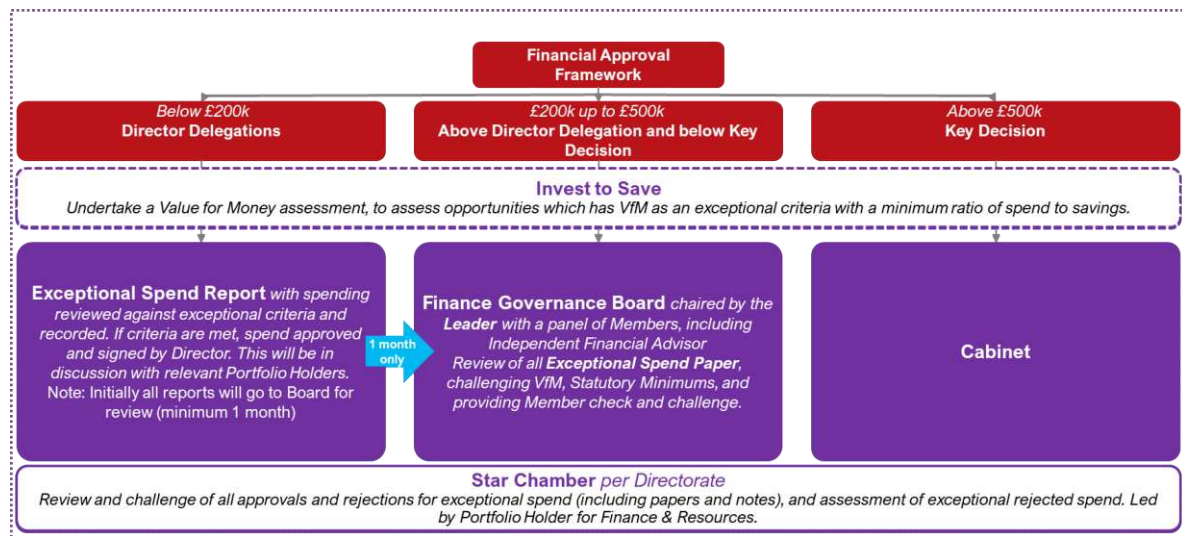 Financial Approval
Framework
Below £200k
Director Delegations
£200k up to £500k
Above Director Delegation and below Key
Decision
Above £500k
Key Decision
Invest to Save
Undertake a Value for Money assessment, to assess opportunities which has VfM as an exceptional criteria with a minimum ratio of spend to savings.
Exceptional Spend Report with spending
reviewed against exceptional criteria and
recorded. If criteria are met, spend approved
and signed by Director. This will be in
discussion with relevant Portfolio Holders.
Note: Initially all reports will go to Board for
review (minimum 1 month)
1 month
only
Finance Governance Board chaired by the
Leader with a panel of Members, including
Independent Financial Advisor
Review of all Exceptional Spend Paper,
challenging VfM, Statutory Minimums, and
providing Member check and challenge.
Cabinet
Star Chamber per Directorate
Review and challenge of all approvals and rejections for exceptional spend (including papers and notes), and assessment of exceptional rejected spend. Led
by Portfolio Holder for Finance & Resources.